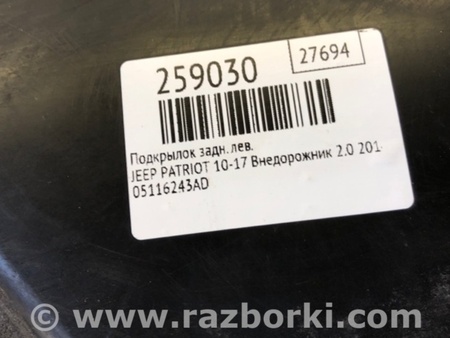 259030
27694
Подкрылок задн. лев.
JEEP PATRIOT 10-17 Внедорожник 2.0 201
05116243AD
© www.razborki.com